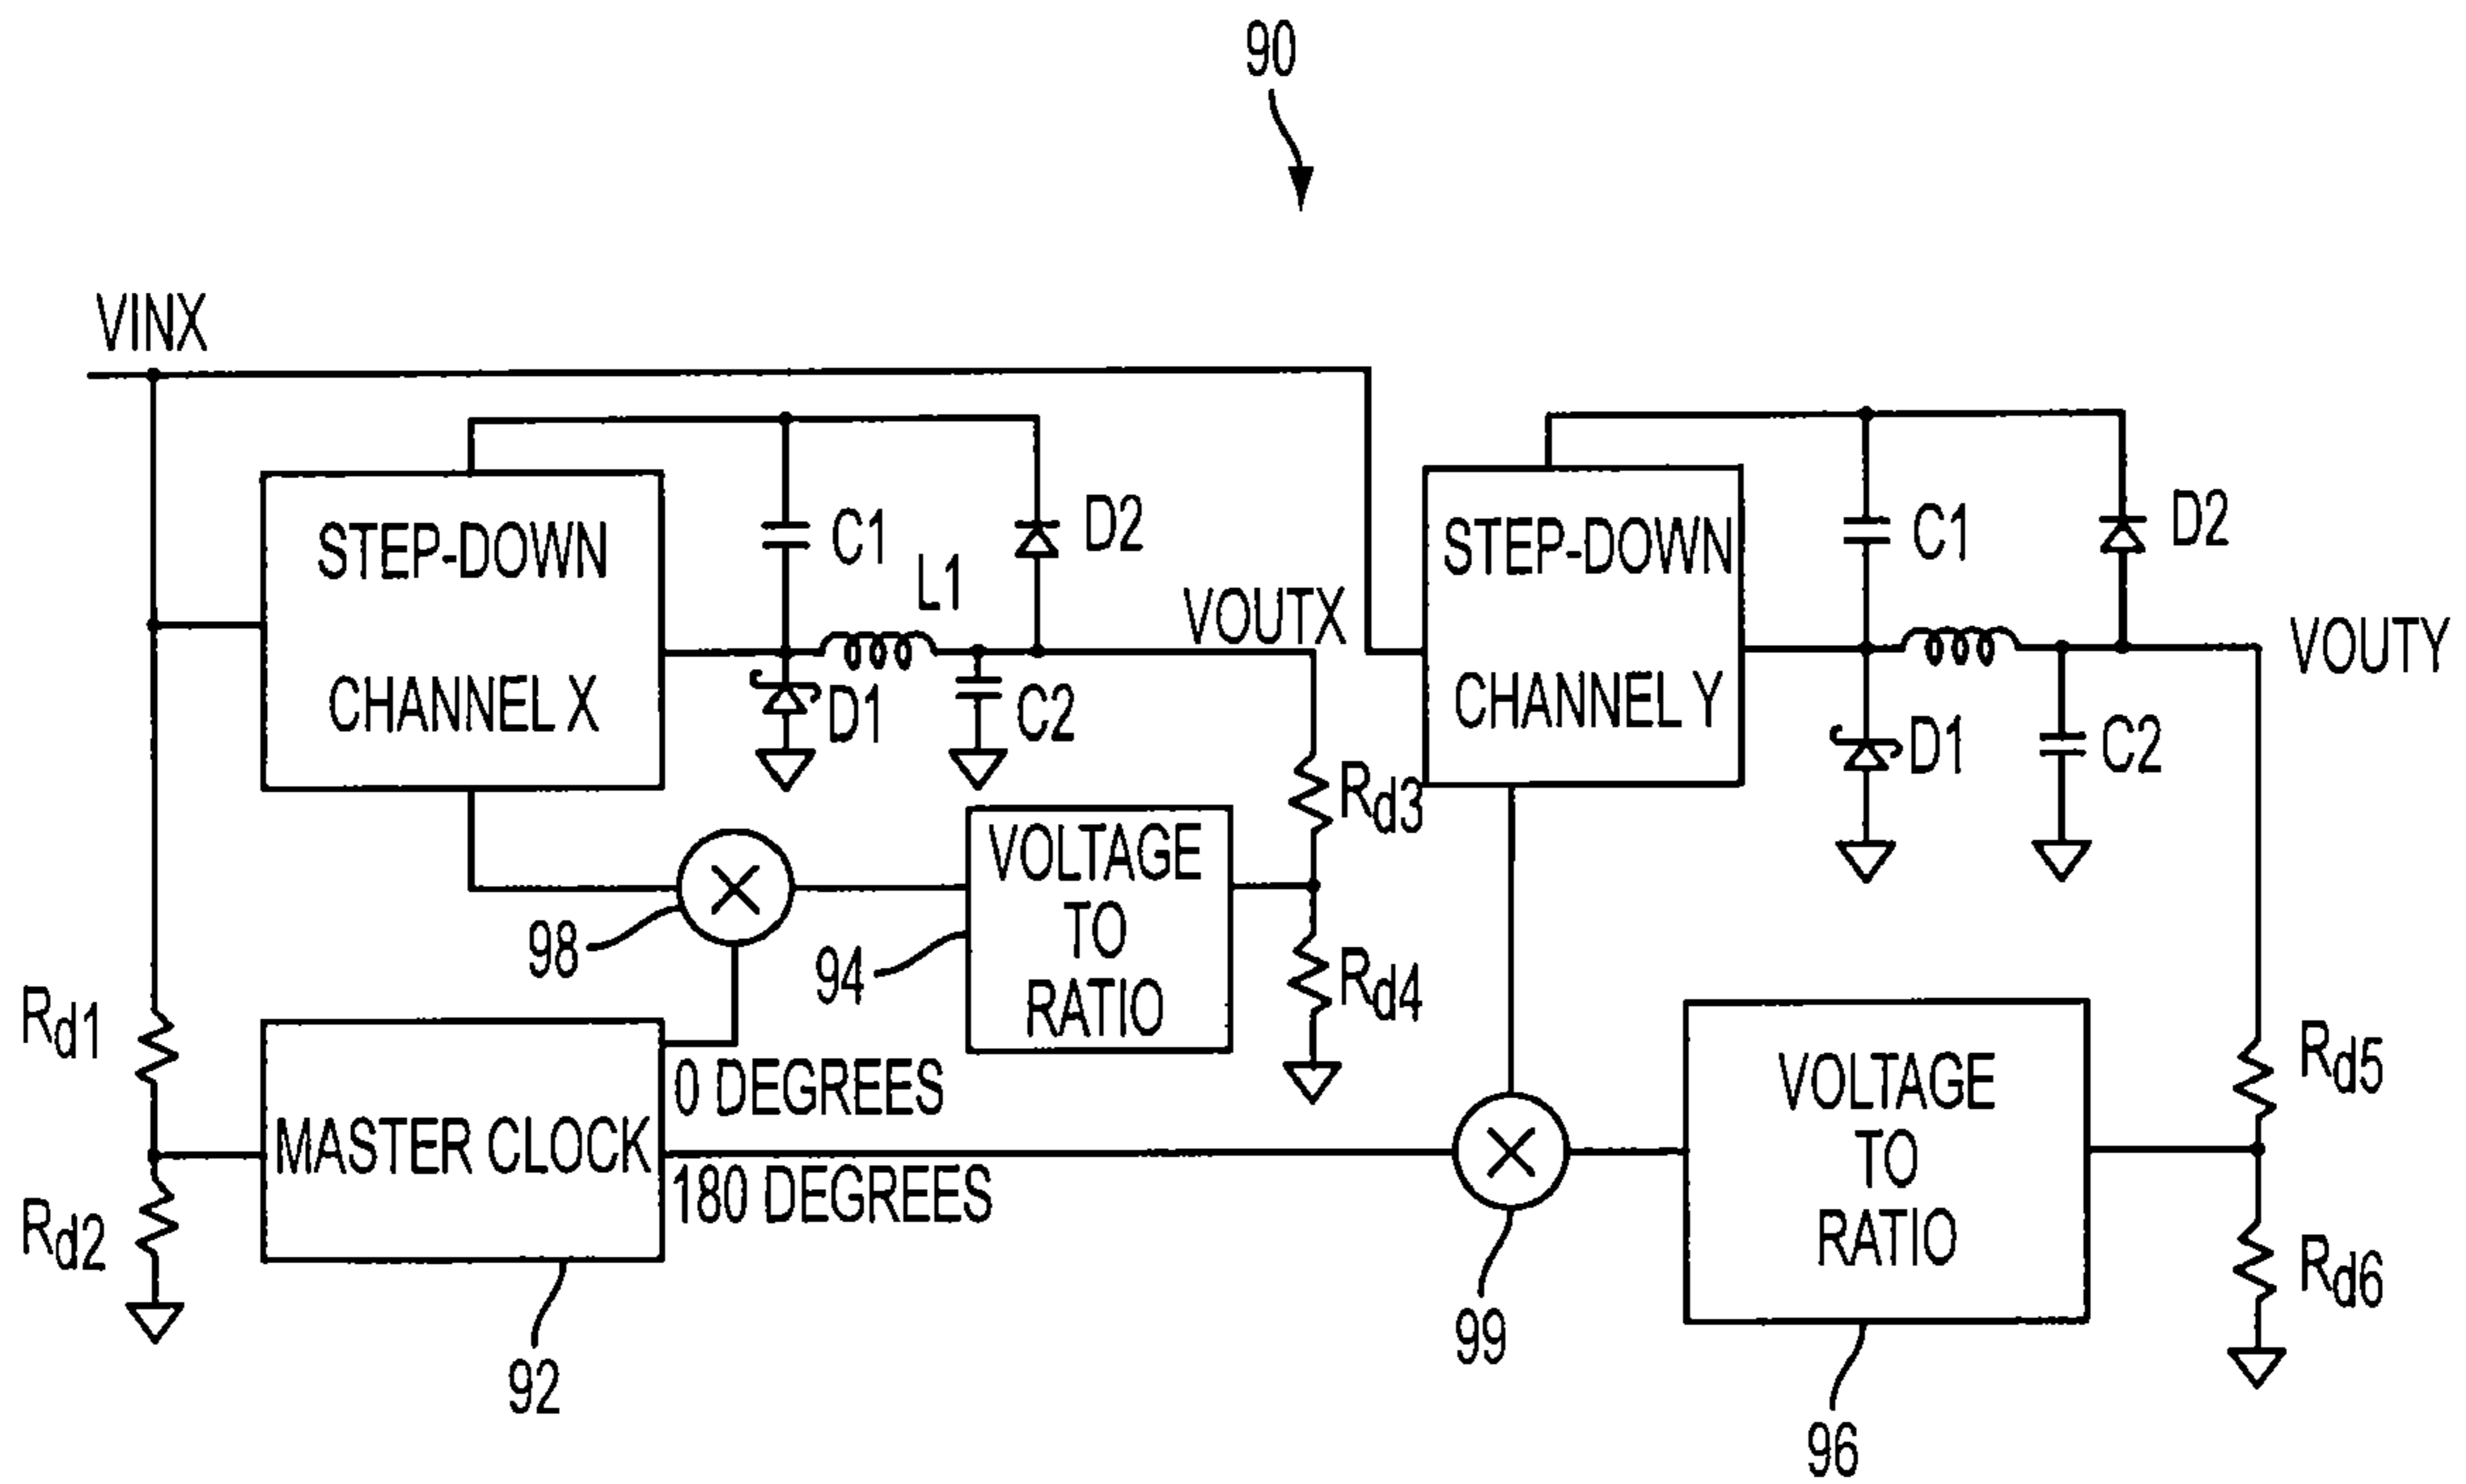 90
VINX
STEP-DOWN
CHANNEL X
C1
L1
D2
D1
C2
VOUTX
STEP-DOWN
CHANNEL Y
C1
D2
D1
C2
VOUTY
Rd3
Rd4
98
94
VOLTAGE
TO
RATIO
Rd1
Rd2
MASTER CLOCK
0 DEGREES
180 DEGREES
92
99
VOLTAGE
TO
RATIO
96
Rd5
Rd6